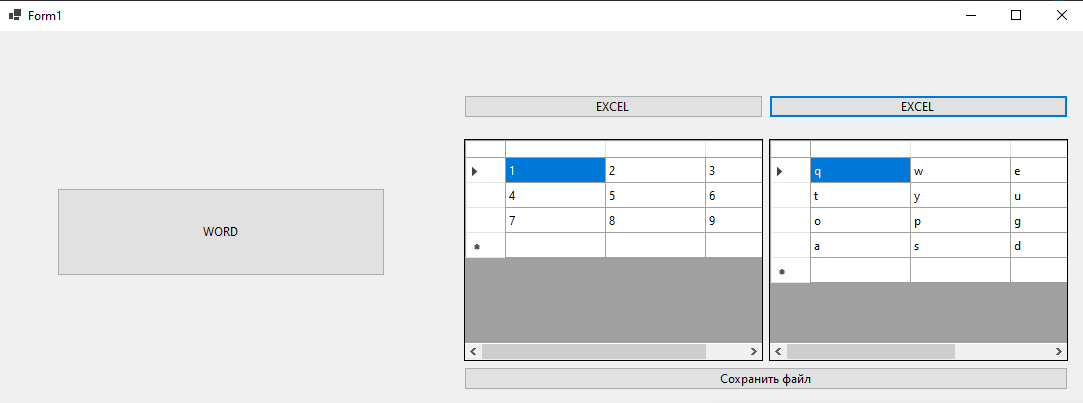 Form1
EXCEL EXCEL
WORD
1 2 3
4 5 6
7 8 9
q w e
t y u
o p g
a s d
Сохранить файл